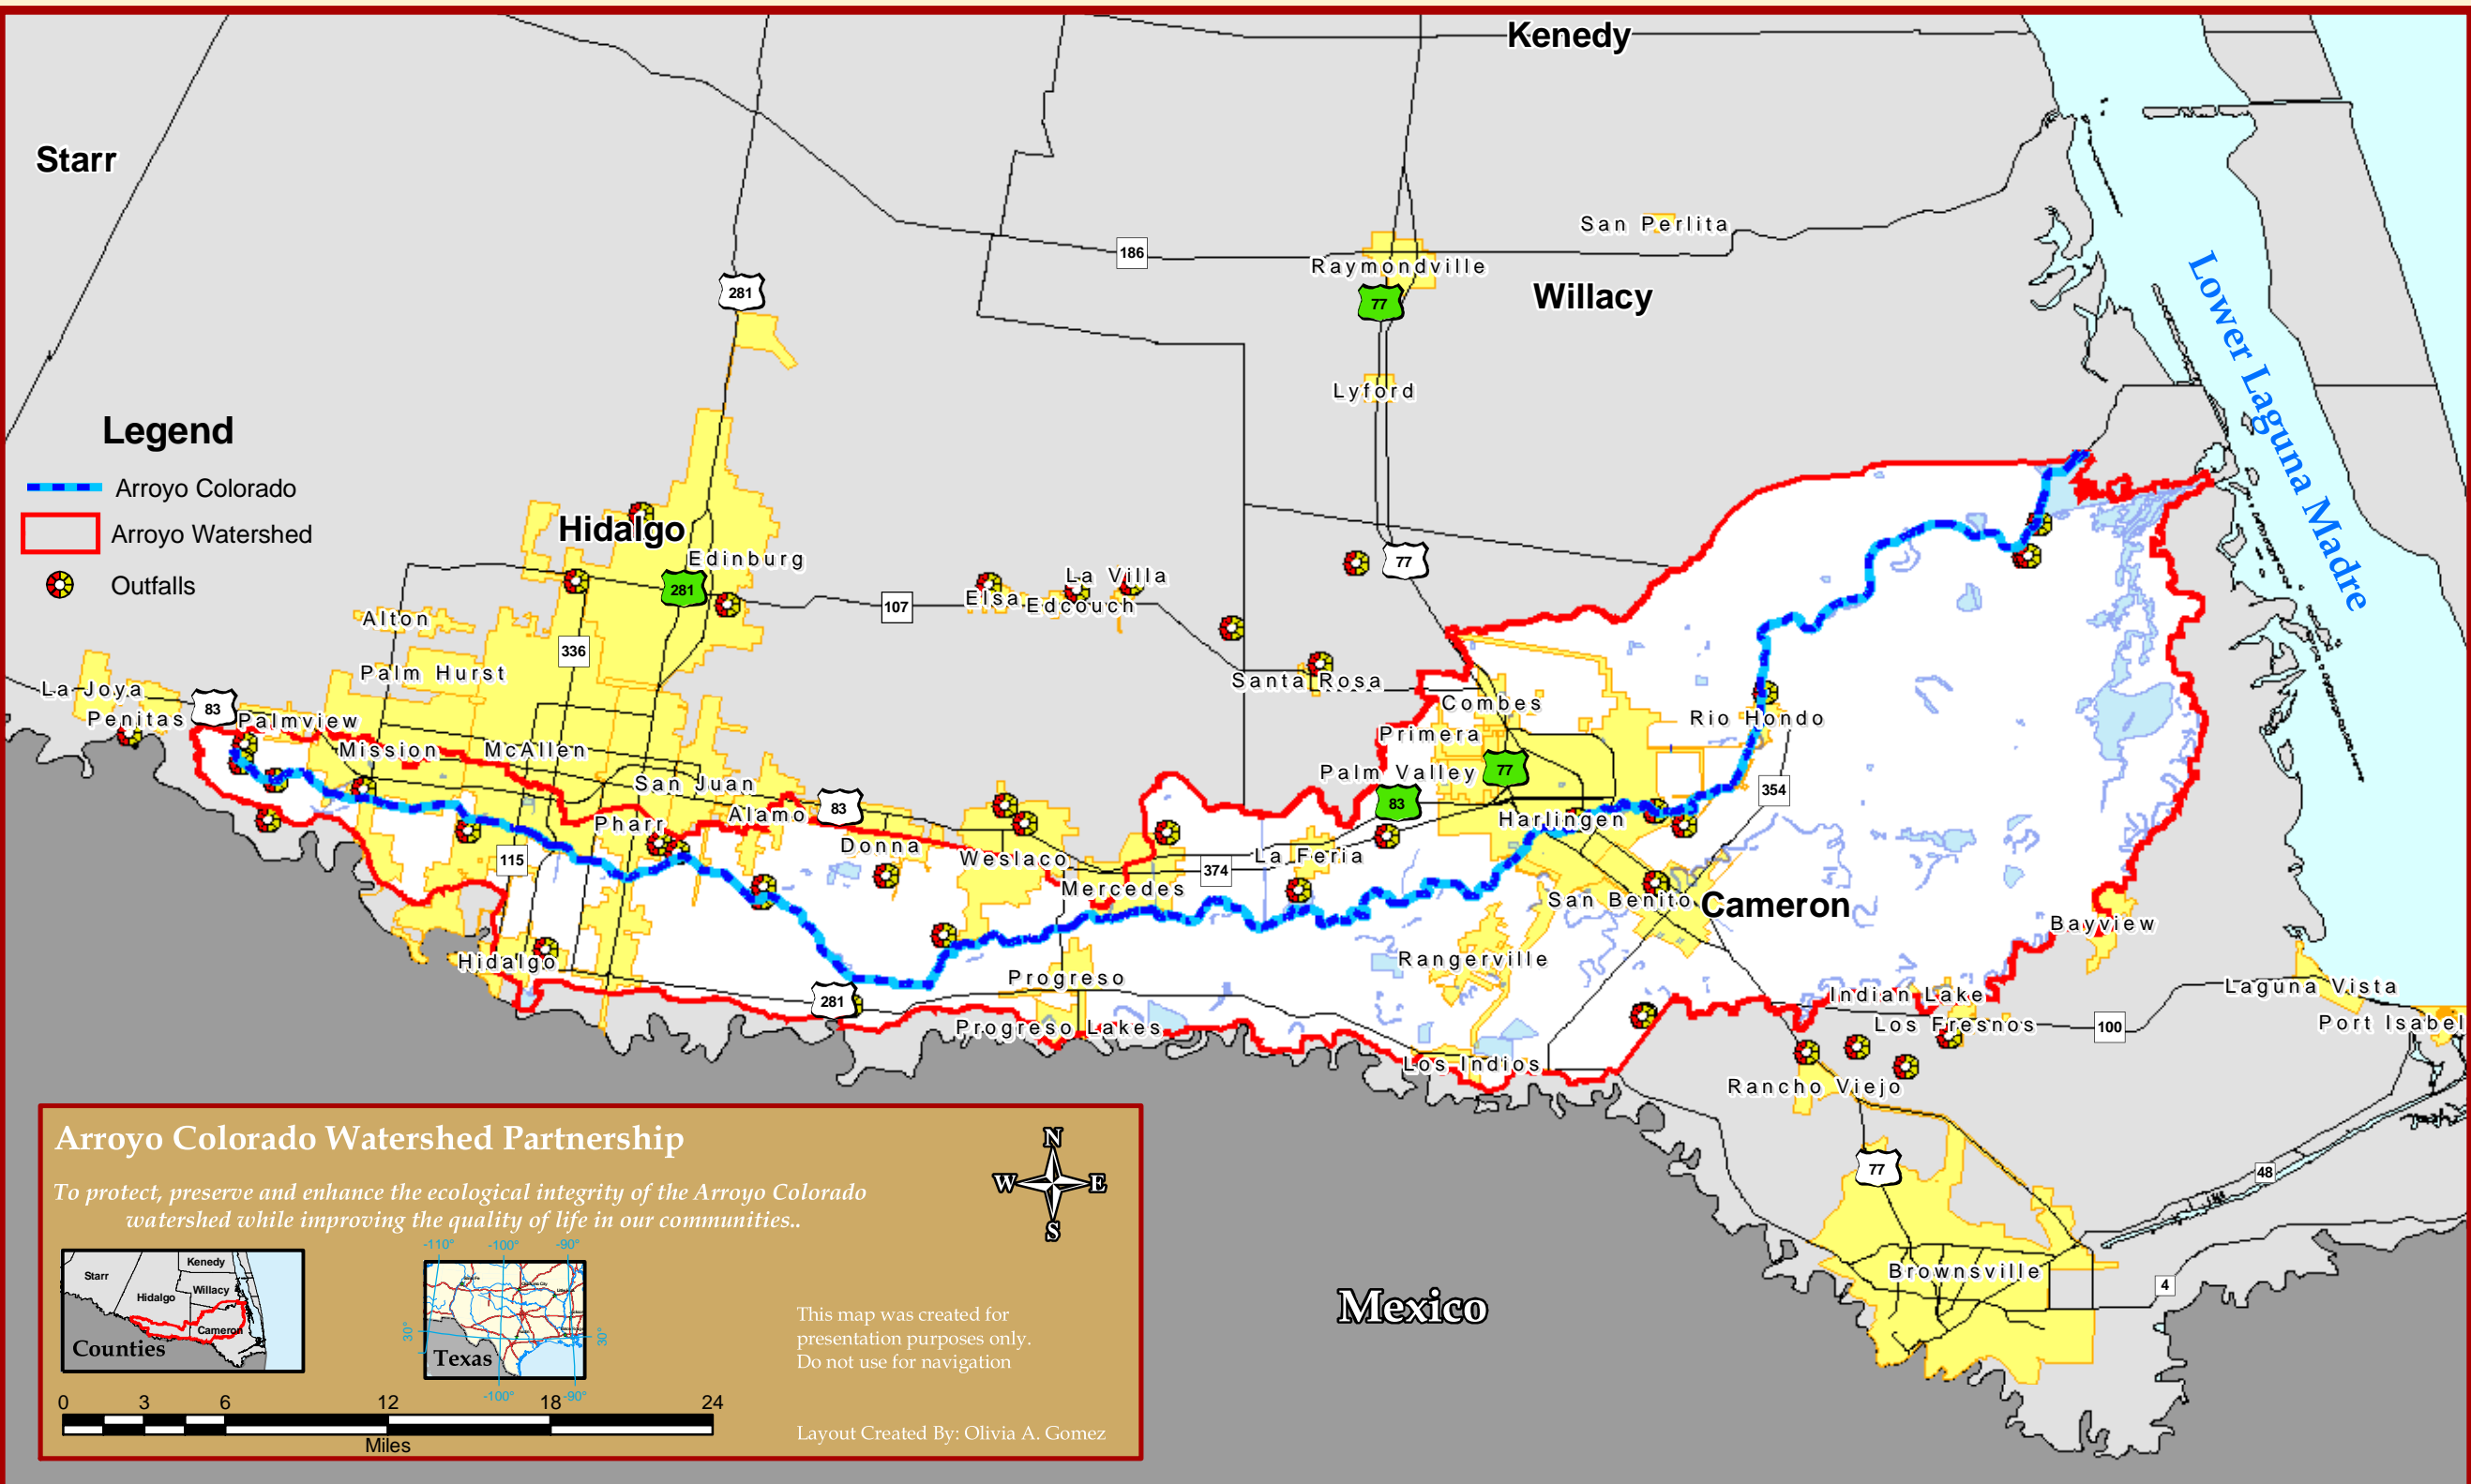 Kenedy
Starr
San Perlita
186
Raymondville
281
Willacy
77
Lower Laguna Madre
Lyford
Legend
Arroyo Colorado
Arroyo Watershed
Outfalls
Hidalgo
Edinburg
77
La Villa
281
Elsa
Edcouch
107
Alton
336
Palm Hurst
Santa Rosa
La Joya
Combes
83
Penitas
Palmview
Rio Hondo
Primera
Mission
McAllen
77
Palm Valley
San Juan
354
83
83
Alamo
Harlingen
Pharr
Donna
La Feria
115
Weslaco
374
Mercedes
San Benito
Cameron
Bayview
Hidalgo
Rangerville
Progreso
Laguna Vista
Indian Lake
281
Port Isabel
Progreso Lakes
Los Fresnos
100
Los Indios
Rancho Viejo
77
48
Brownsville
4
Mexico
Arroyo Colorado Watershed Partnership
N
W
E
S
To protect, preserve and enhance the ecological integrity of the Arroyo Colorado
watershed while improving the quality of life in our communities..
Kenedy
Starr
Willacy
Hidalgo
Cameron
Counties
-110°
-100°
-90°
30°
30°
Texas
-100°
-90°
This map was created for
presentation purposes only.
Do not use for navigation
0 3 6 12 18 24
Miles
Layout Created By: Olivia A. Gomez